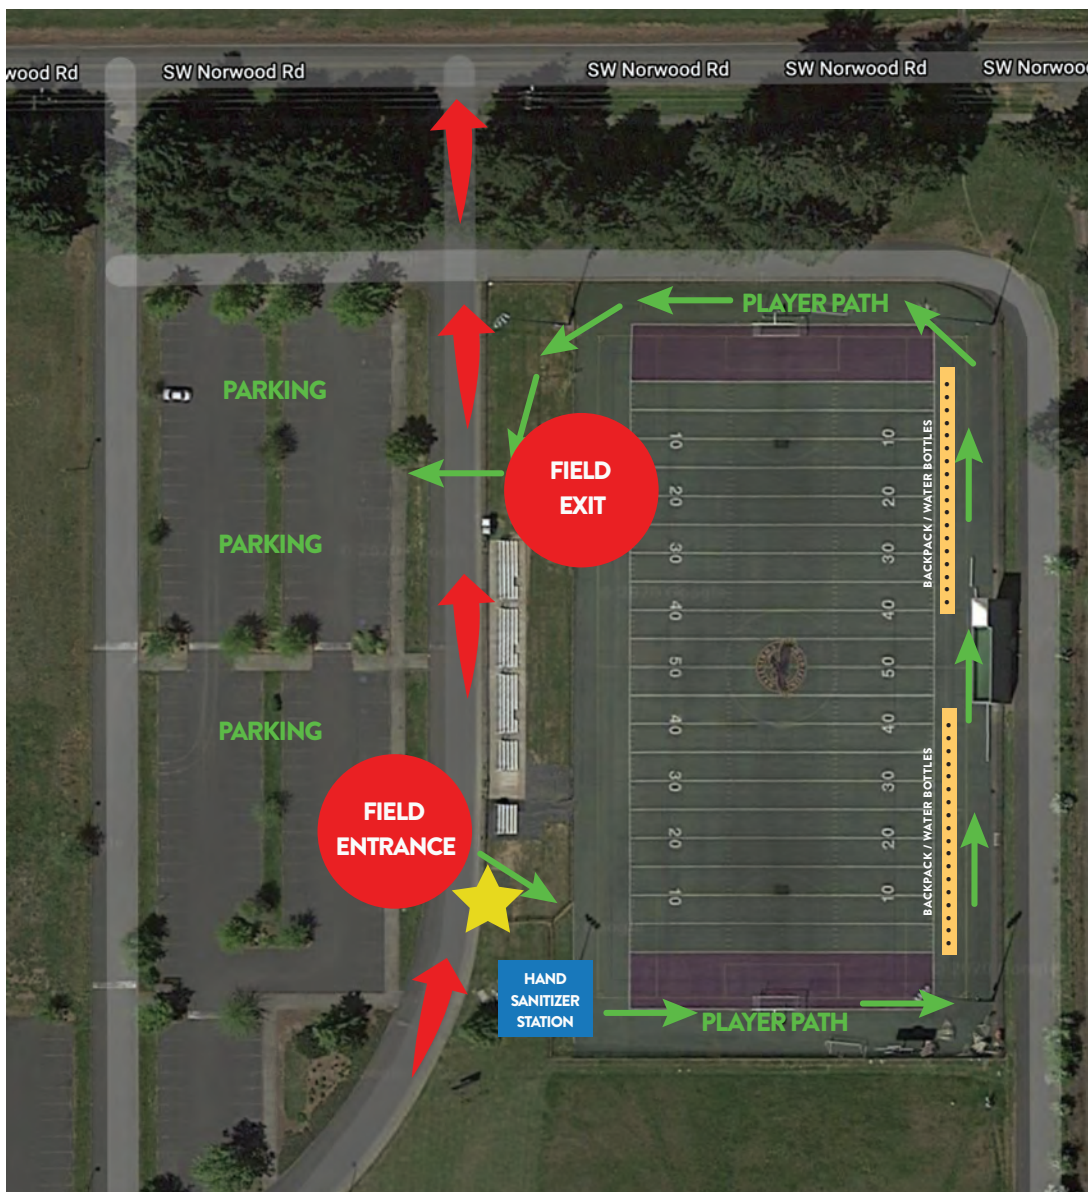 wood Rd
SW Norwood Rd
SW Norwood Rd
SW Norwood Rd
SW Norwoo
PLAYER PATH
PARKING
FIELD
EXIT
BACKPACK / WATER BOTTLES
10
10
20
20
PARKING
30
30
40
40
50
50
PARKING
40
40
FIELD
ENTRANCE
BACKPACK / WATER BOTTLES
30
30
20
20
10
10
HAND
SANITIZER
STATION
PLAYER PATH